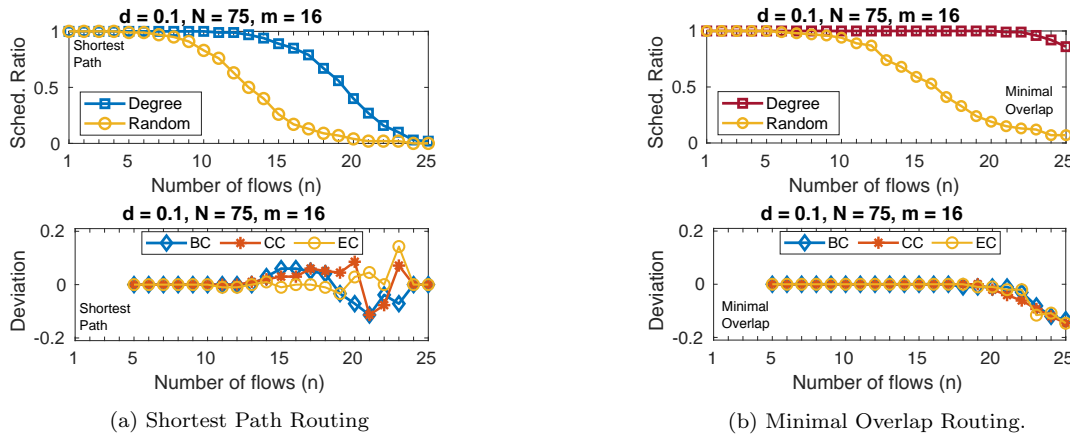 d = 0.1, N = 75, m = 16
Shortest
Path
Sched. Ratio
1
0.5
0
Degree
Random
1 5 10 15 20 25
Number of flows (n)
d = 0.1, N = 75, m = 16
BC CC EC
Deviation
0.2
0
-0.2
Shortest
Path
1 5 10 15 20 25
Number of flows (n)
(a) Shortest Path Routing
d = 0.1, N = 75, m = 16
Sched. Ratio
1
0.5
0
Degree
Random
Minimal
Overlap
1 5 10 15 20 25
Number of flows (n)
d = 0.1, N = 75, m = 16
BC CC EC
Deviation
0.2
0
-0.2
Minimal
Overlap
1 5 10 15 20 25
Number of flows (n)
(b) Minimal Overlap Routing.